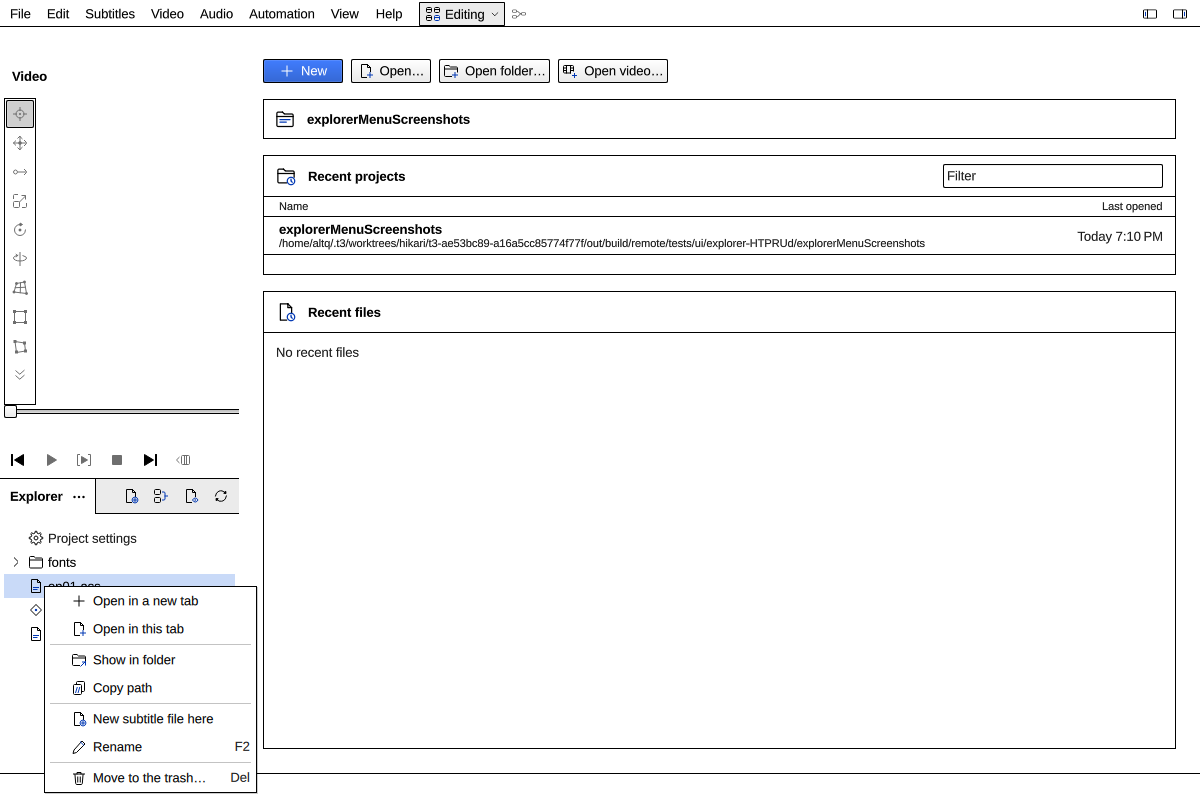 File Edit Subtitles Video Audio Automation View Help Editing
Video
New Open... Open folder... Open video...
explorerMenuScreenshots
Recent projects Filter
Name Last opened
explorerMenuScreenshots
/home/altq/.t3/worktrees/hikari/t3-ae53bc89-a16a5cc85774f77f/out/build/remote/tests/ui/explorer-HTPRUd/explorerMenuScreenshots
Today 7:10 PM
Recent files
No recent files
Explorer ...
Project settings
fonts
Open in a new tab
Open in this tab
Show in folder
Copy path
New subtitle file here
Rename F2
Move to the trash... Del